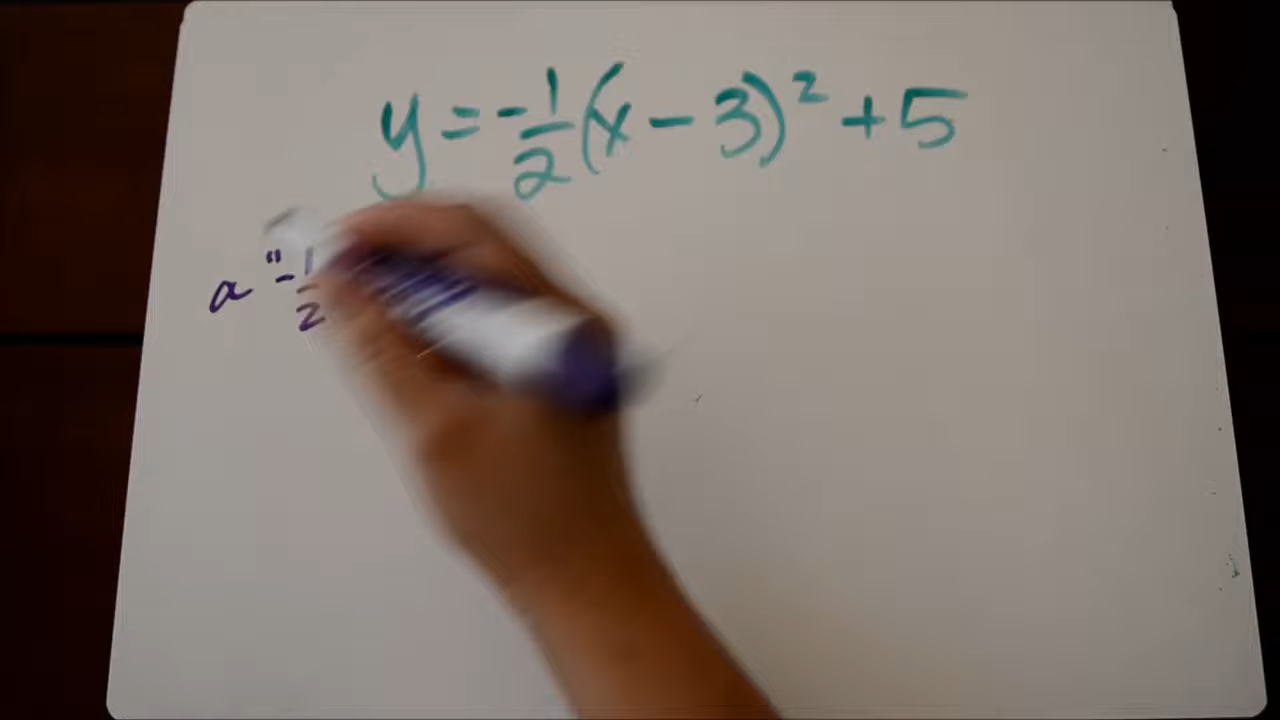 y = -1/2 (x - 3)² + 5
a " -1/2